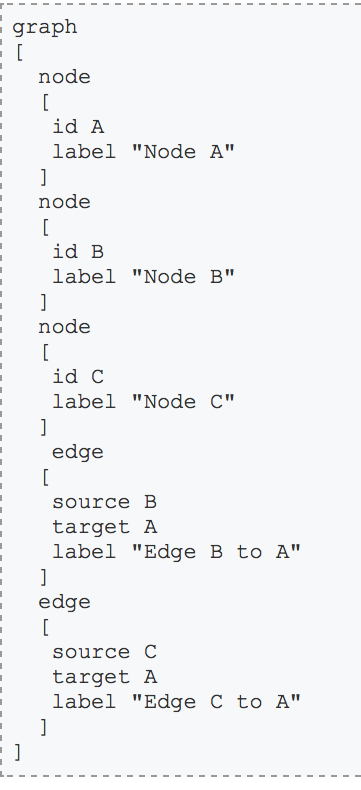 graph
[
node
[
id A
label "Node A"
]
node
[
id B
label "Node B"
]
node
[
id C
label "Node C"
]
edge
[
source B
target A
label "Edge B to A"
]
edge
[
source C
target A
label "Edge C to A"
]
]